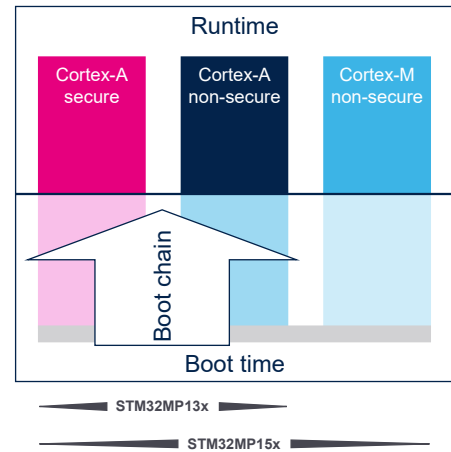 Runtime
Cortex-A
secure
Cortex-A
non-secure
Cortex-M
non-secure
Boot chain
Boot time
STM32MP13x
STM32MP15x